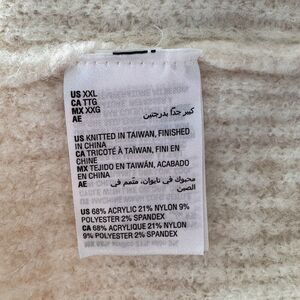 US XXL
CA TTG
MX XXG
AE كبير جدًا بدرجتين
US KNITTED IN TAIWAN, FINISHED
IN CHINA
CA TRICOTÉ À TAÏWAN, FINI EN
CHINE
MX TEJIDO EN TAIWÁN, ACABADO
EN CHINA
AE محبوك في تايوان، متمم في
الصين
US 68% ACRYLIC 21% NYLON 9%
POLYESTER 2% SPANDEX
CA 68% ACRYLIQUE 21% NYLON
9% POLYESTER 2% SPANDEX